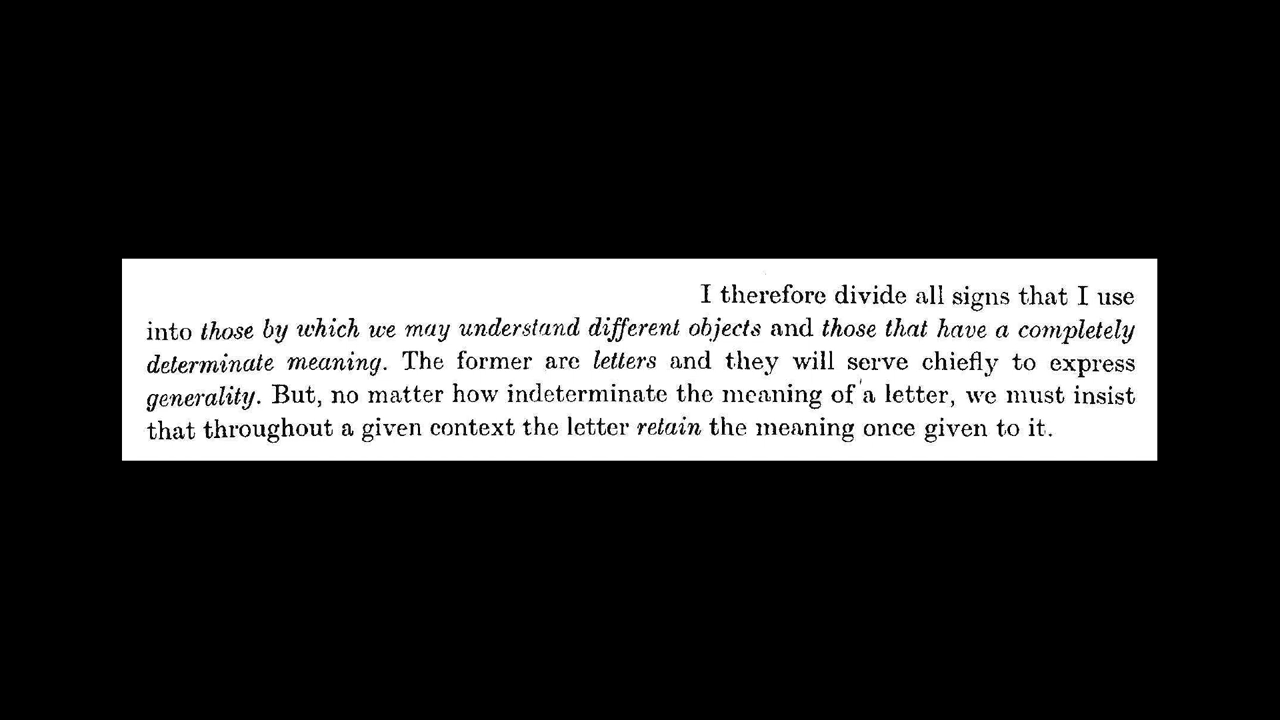 I therefore divide all signs that I use
into those by which we may understand different objects and those that have a completely
determinate meaning. The former are letters and they will serve chiefly to express
generality. But, no matter how indeterminate the meaning of a letter, we must insist
that throughout a given context the letter retain the meaning once given to it.